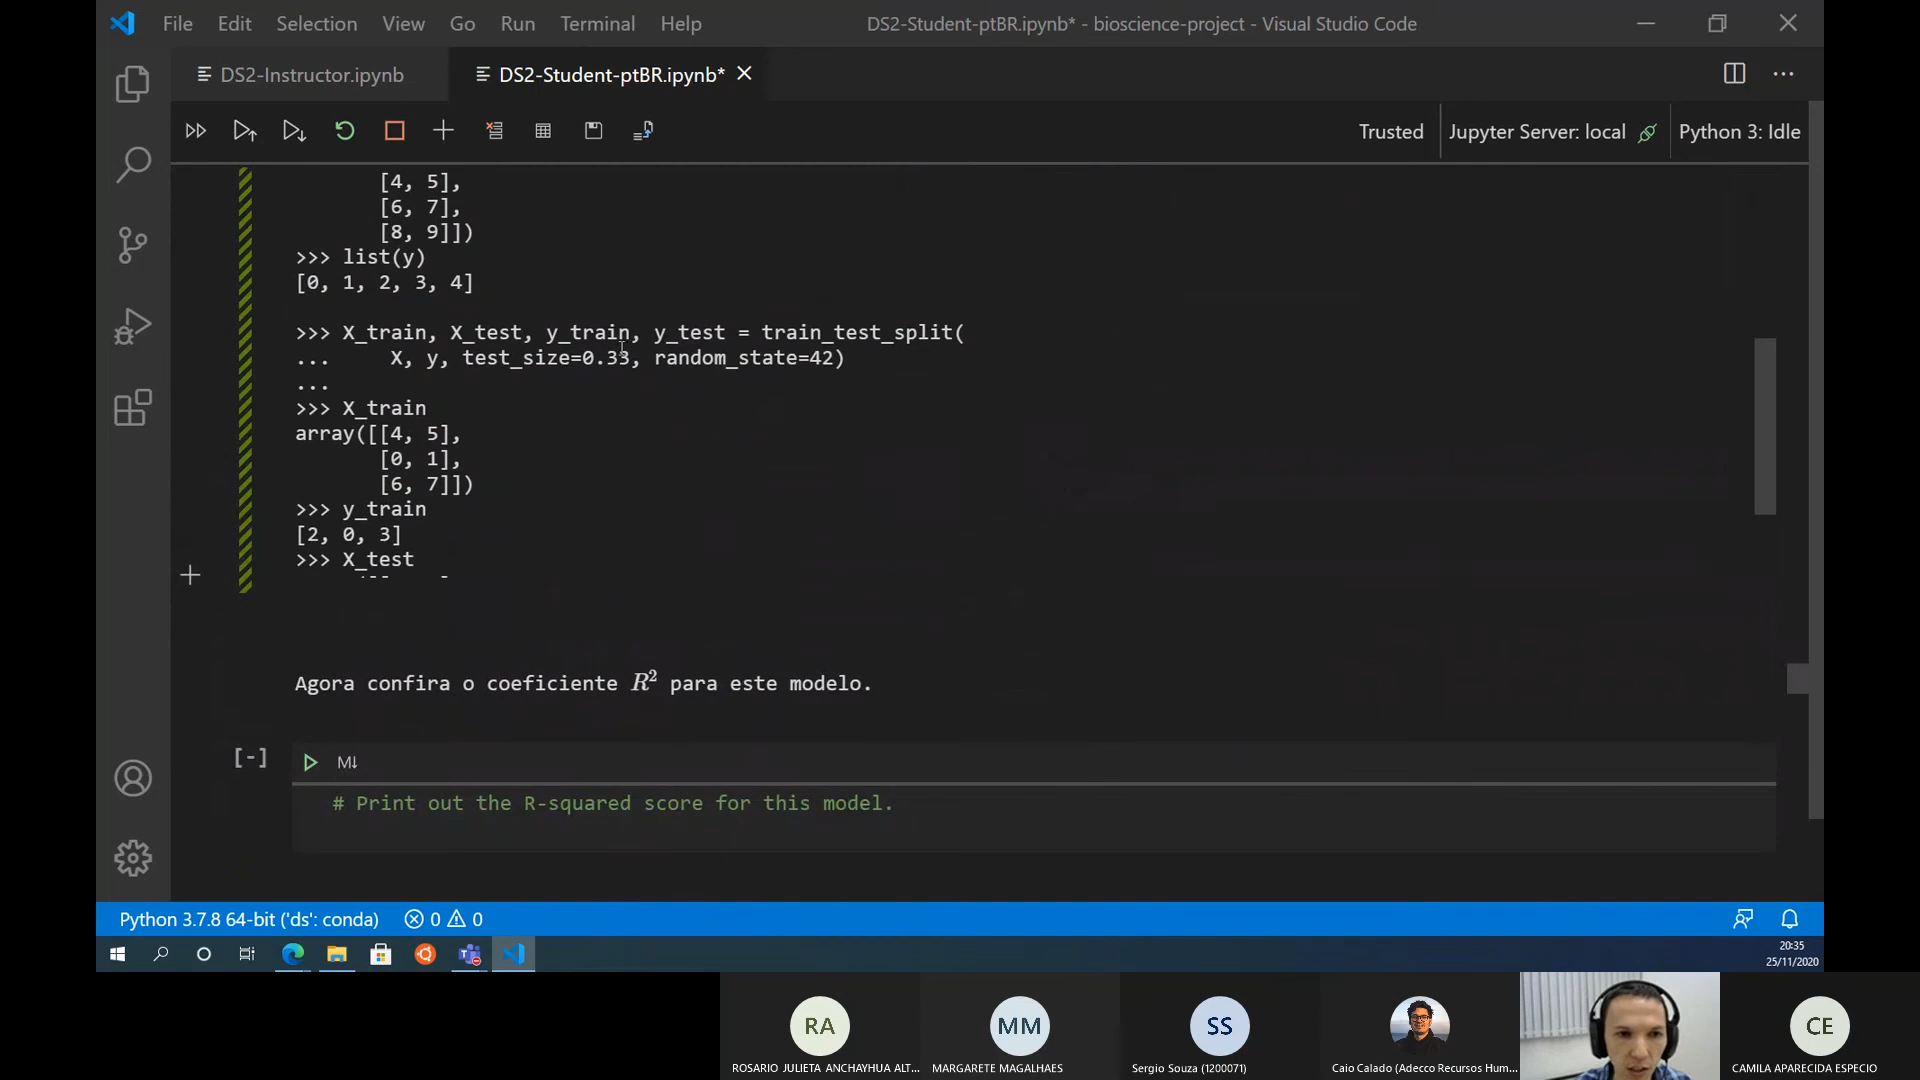 File Edit Selection View Go Run Terminal Help DS2-Student-ptBR.ipynb* - bioscience-project - Visual Studio Code
DS2-Instructor.ipynb DS2-Student-ptBR.ipynb*
Trusted Jupyter Server: local Python 3: Idle
[4, 5],
[6, 7],
[8, 9]])
>>> list(y)
[0, 1, 2, 3, 4]
>>> X_train, X_test, y_train, y_test = train_test_split(
... X, y, test_size=0.33, random_state=42)
...
>>> X_train
array([[4, 5],
[0, 1],
[6, 7]])
>>> y_train
[2, 0, 3]
>>> X_test
Agora confira o coeficiente R² para este modelo.
[-] M↓
# Print out the R-squared score for this model.
Python 3.7.8 64-bit ('ds': conda) 0 0
20:35
25/11/2020
RA MM SS CE
ROSARIO JULIETA ANCHAYHUA ALT... MARGARETE MAGALHAES Sergio Souza (1200071) Caio Calado (Adecco Recursos Hum... CAMILA APARECIDA ESPECIO